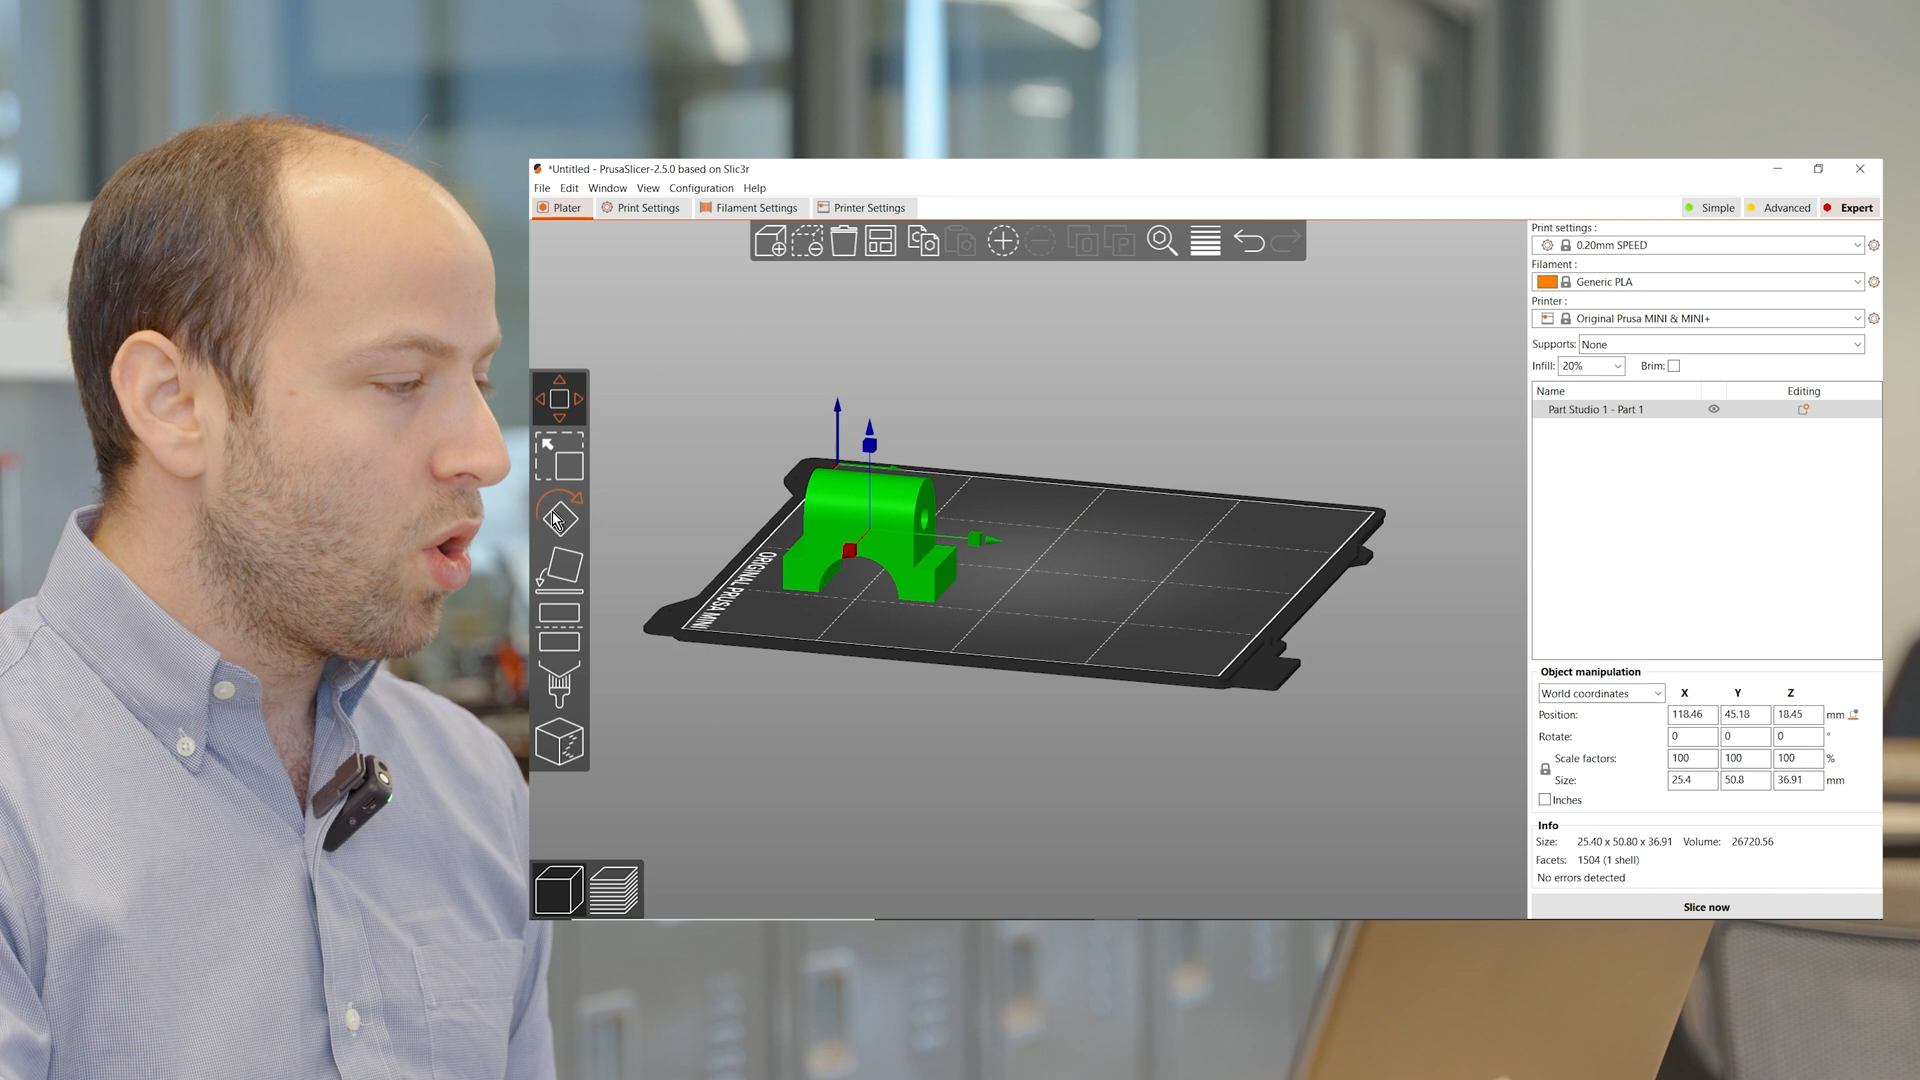 *Untitled - PrusaSlicer-2.5.0 based on Slic3r
File Edit Window View Configuration Help
Plater Print Settings Filament Settings Printer Settings Simple Advanced Expert
Print settings :
0.20mm SPEED
Filament :
Generic PLA
Printer :
Original Prusa MINI & MINI+
Supports: None
Infill: 20% Brim:
Name Editing
Part Studio 1 - Part 1
ORIGINAL PRUSA MINI
Object manipulation
World coordinates X Y Z
Position: 118.46 45.18 18.45 mm
Rotate: 0 0 0 °
Scale factors: 100 100 100 %
Size: 25.4 50.8 36.91 mm
Inches
Info
Size: 25.40 x 50.80 x 36.91 Volume: 26720.56
Facets: 1504 (1 shell)
No errors detected
Slice now